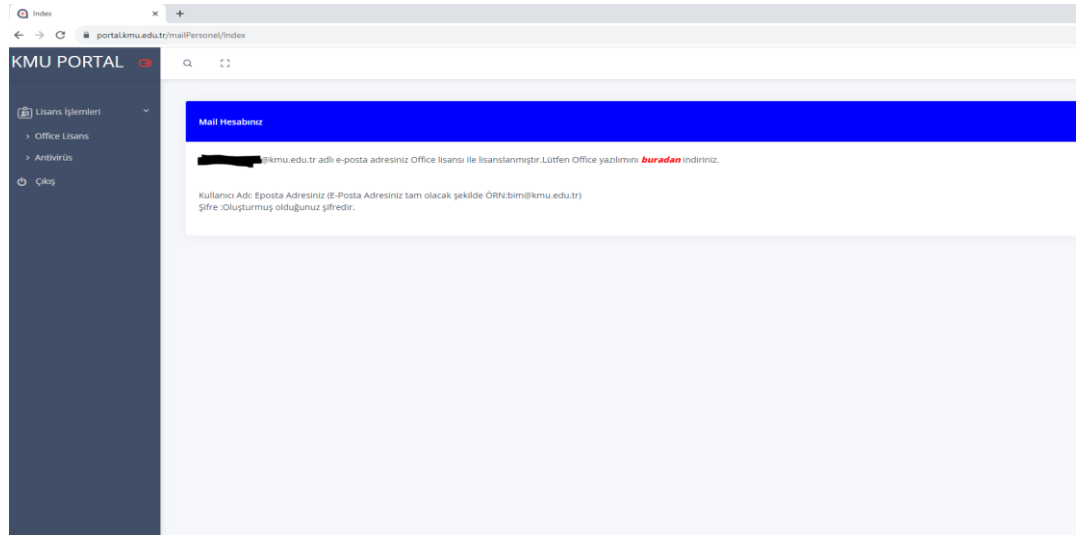 Index
portal.kmu.edu.tr/mailPersonel/Index
KMU PORTAL
Lisans İşlemleri
Office Lisans
Antivirüs
Çıkış
Mail Hesabınız
@kmu.edu.tr adlı e-posta adresiniz Office lisansı ile lisanslanmıştır.Lütfen Office yazılımını buradan indiriniz.
Kullanıcı Adı: Eposta Adresiniz (E-Posta Adresiniz tam olacak şekilde ÖRN:bim@kmu.edu.tr)
Şifre :Oluşturmuş olduğunuz şifredir.